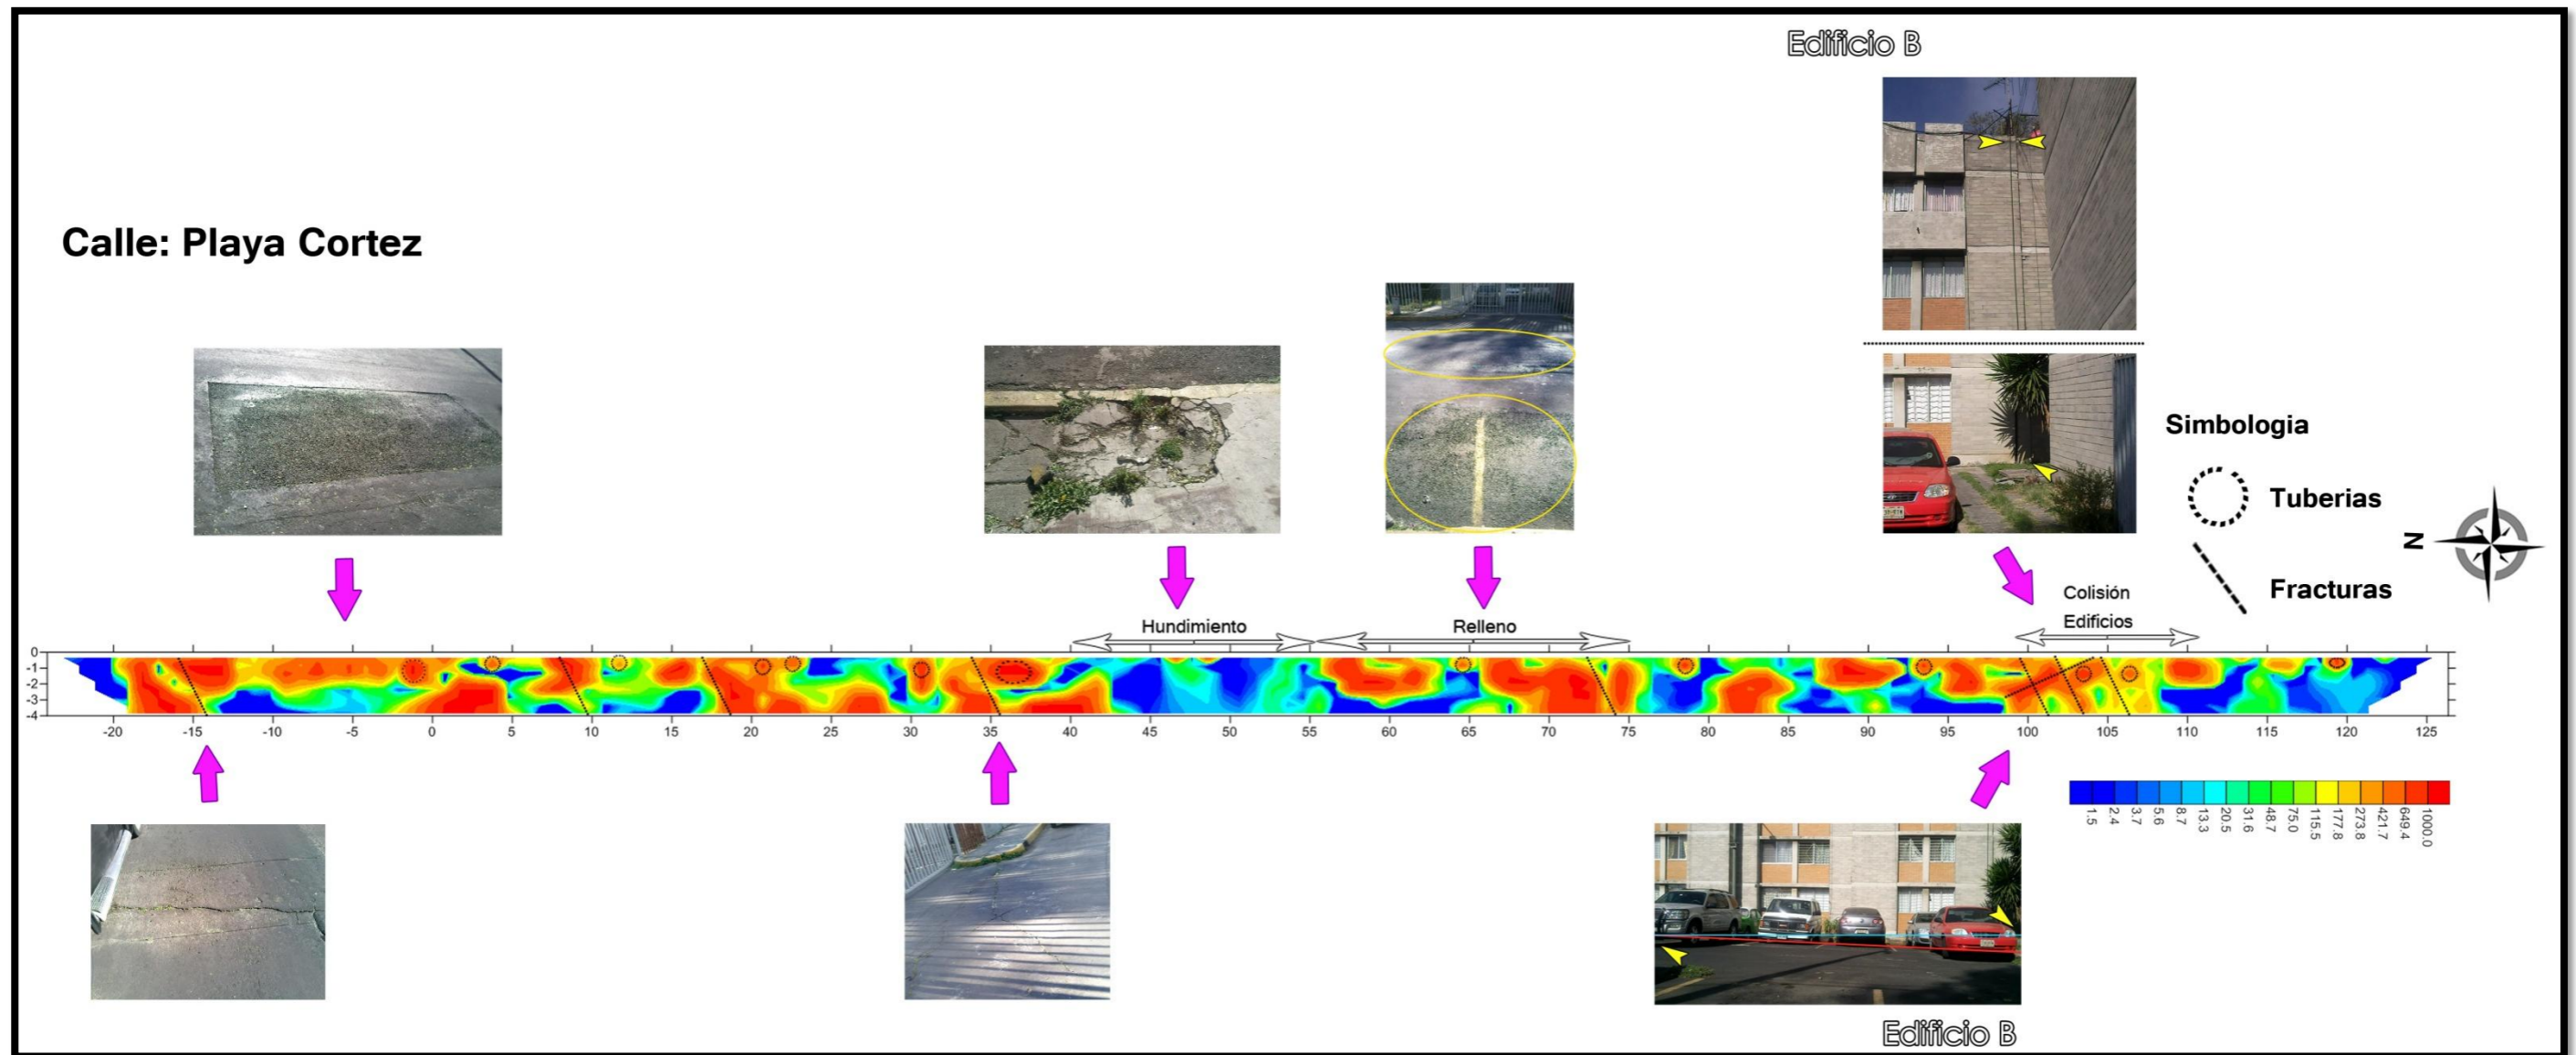 Edificio B
Calle: Playa Cortez
Simbologia
Tuberias
N
Fracturas
Colisión
Edificios
Hundimiento
Relleno
0
-1
-2
-3
-4
-20 -15 -10 -5 0 5 10 15 20 25 30 35 40 45 50 55 60 65 70 75 80 85 90 95 100 105 110 115 120 125
1.5 2.4 3.7 5.6 8.7 13.3 20.5 31.6 48.7 75.0 115.5 177.8 273.8 421.7 649.4 1000.0
Edificio B